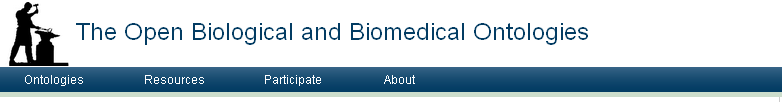 The Open Biological and Biomedical Ontologies
Ontologies Resources Participate About